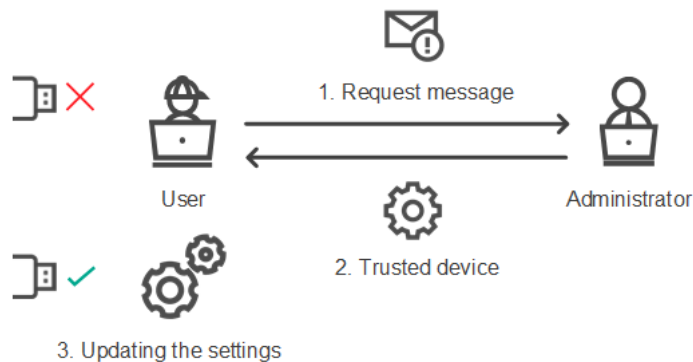 1. Request message
User
Administrator
2. Trusted device
3. Updating the settings